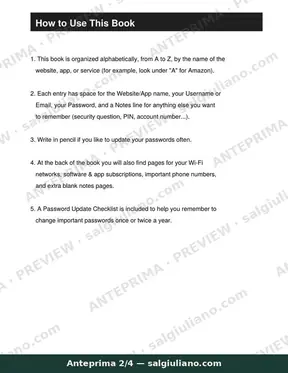 How to Use This Book
1. This book is organized alphabetically, from A to Z, by the name of the
website, app, or service (for example, look under "A" for Amazon).
2. Each entry has space for the Website/App name, your Username or
Email, your Password, and a Notes line for anything else you want
to remember (security question, PIN, account number...).
3. Write in pencil if you like to update your passwords often.
4. At the back of the book you will also find pages for your Wi-Fi
networks, software & app subscriptions, important phone numbers,
and extra blank notes pages.
5. A Password Update Checklist is included to help you remember to
change important passwords once or twice a year.
ANTEPRIMA · PREVIEW · salgiuliano.com
Anteprima 2/4 — salgiuliano.com